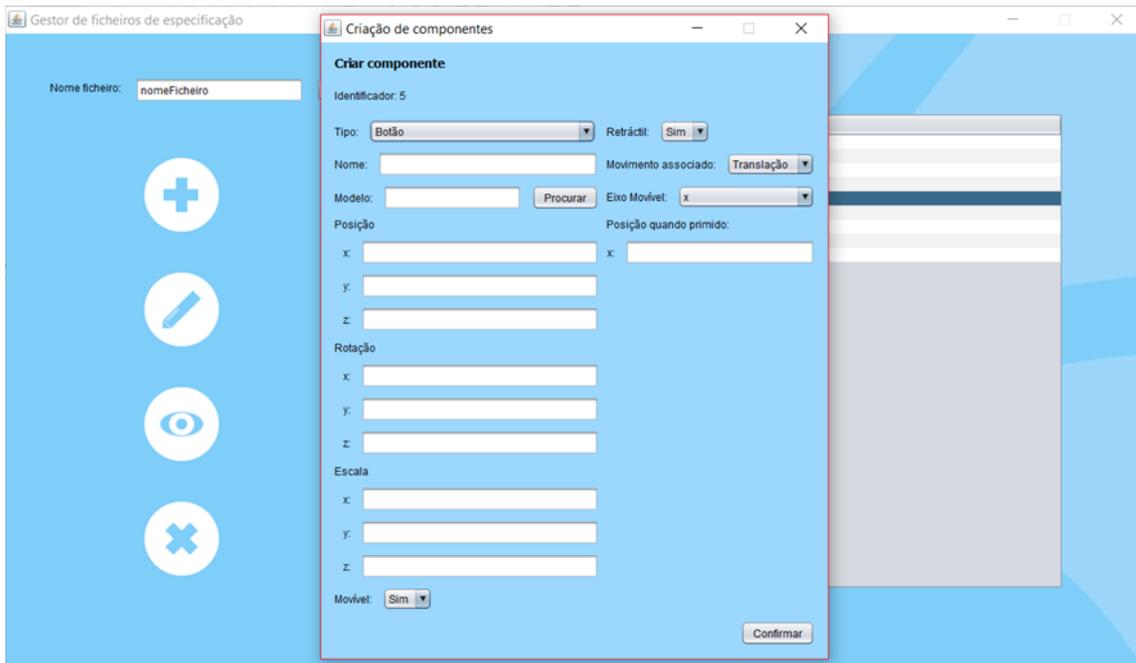 Gestor de ficheiros de especificação
Nome ficheiro: nomeFicheiro
Criação de componentes
Criar componente
Identificador: 5
Tipo: Botão Retráctil: Sim
Nome: Movimento associado: Translação
Modelo: Procurar Eixo Movível: x
Posição Posição quando primido:
x: x:
y:
z:
Rotação
x:
y:
z:
Escala
x:
y:
z:
Movível: Sim
Confirmar